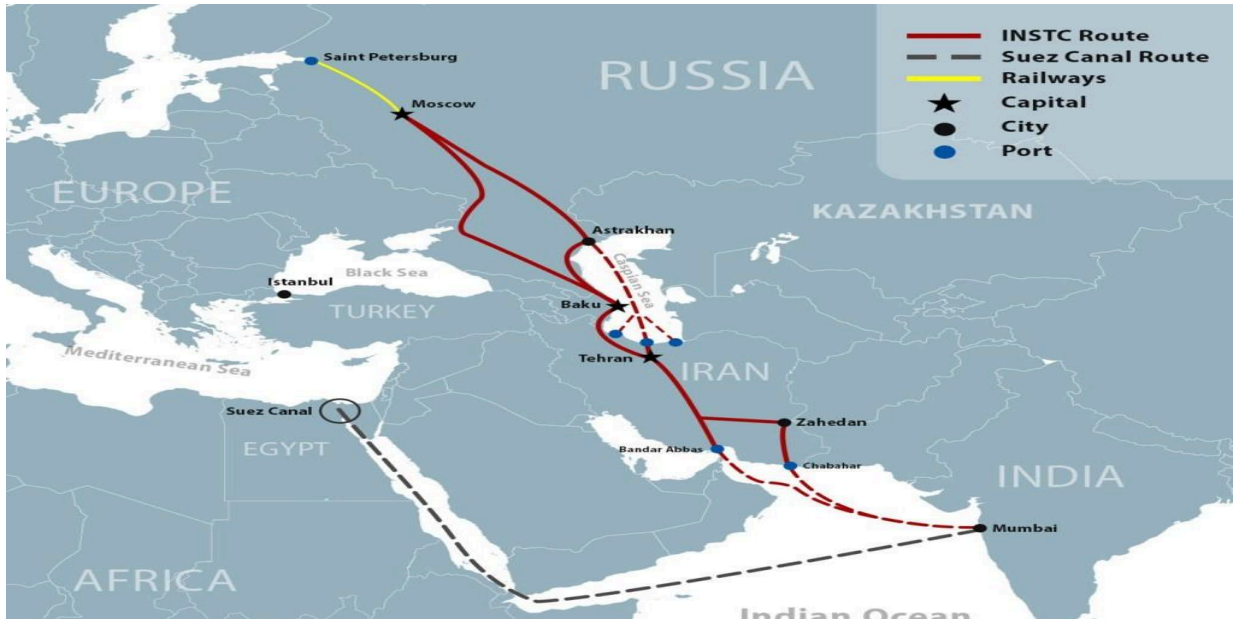 INSTC Route
Suez Canal Route
Railways
Capital
City
Port
Saint Petersburg
RUSSIA
Moscow
EUROPE
KAZAKHSTAN
Astrakhan
Caspian Sea
Black Sea
Istanbul
Baku
TURKEY
Mediterranean Sea
Tehran
IRAN
Suez Canal
Zahedan
EGYPT
Bandar Abbas
Chabahar
INDIA
Mumbai
AFRICA
Indian Ocean